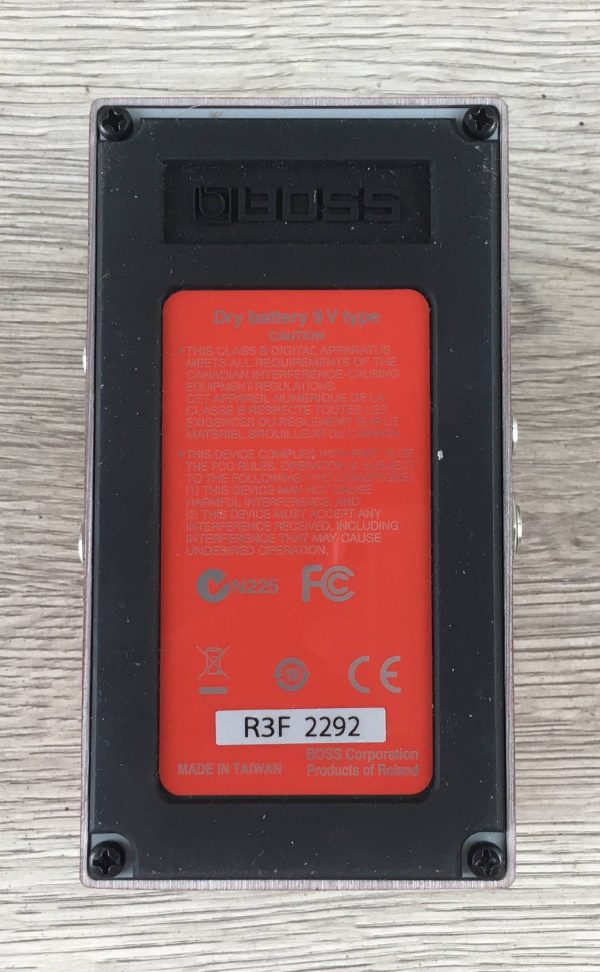 BOSS
Dry battery 9 V type
CAUTION
•THIS CLASS B DIGITAL APPARATUS
MEETS ALL REQUIREMENTS OF THE
CANADIAN INTERFERENCE-CAUSING
EQUIPMENT REGULATIONS.
CET APPAREIL NUMERIQUE DE LA
CLASSE B RESPECTE TOUTES LES
EXIGENCES DU REGLEMENT SUR LE
MATERIEL BROUILLEUR DU CANADA.
•THIS DEVICE COMPLIES WITH PART 15 OF
THE FCC RULES. OPERATION IS SUBJECT
TO THE FOLLOWING TWO CONDITIONS:
(1) THIS DEVICE MAY NOT CAUSE
HARMFUL INTERFERENCE, AND
(2) THIS DEVICE MUST ACCEPT ANY
INTERFERENCE RECEIVED, INCLUDING
INTERFERENCE THAT MAY CAUSE
UNDESIRED OPERATION.
N225 FC
CE
R3F 2292
BOSS Corporation
MADE IN TAIWAN Products of Roland